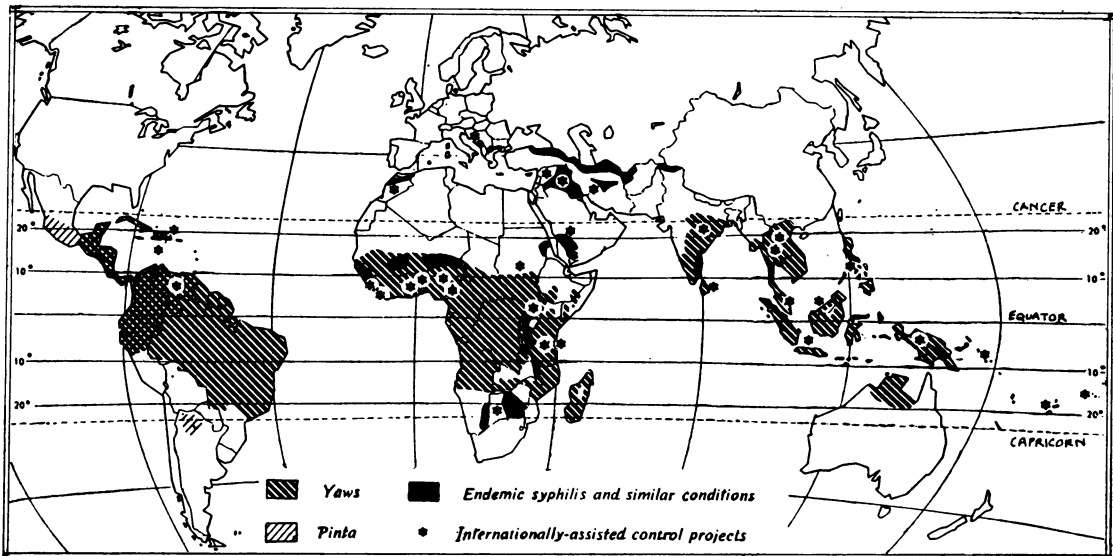 CANCER
20°
20°
10°
10°
EQUATOR
10°
10°
20°
20°
CAPRICORN
Yaws
Endemic syphilis and similar conditions
Pinta
Internationally-assisted control projects